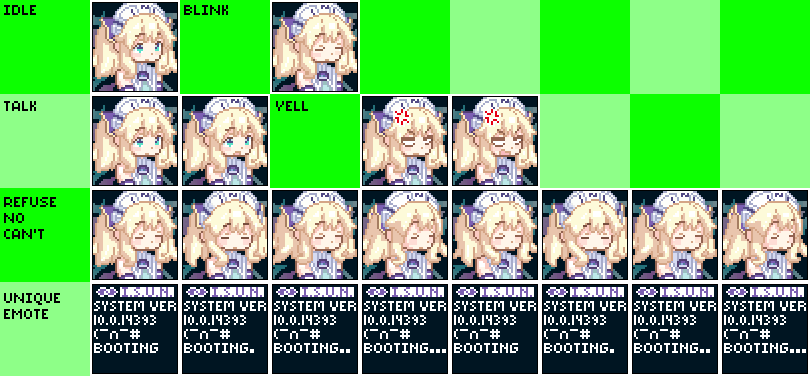 IDLE
BLINK
TALK
YELL
REFUSE
NO
CAN'T
UNIQUE
EMOTE
I.S.U.N.
SYSTEM VER
10.0.14393
(¯∩¯#
BOOTING
I.S.U.N.
SYSTEM VER
10.0.14393
(¯∩¯#
BOOTING.
I.S.U.N.
SYSTEM VER
10.0.14393
(¯∩¯#
BOOTING..
I.S.U.N.
SYSTEM VER
10.0.14393
(¯∩¯#
BOOTING...
I.S.U.N.
SYSTEM VER
10.0.14393
(¯∩¯#
BOOTING
I.S.U.N.
SYSTEM VER
10.0.14393
(¯∩¯#
BOOTING.
I.S.U.N.
SYSTEM VER
10.0.14393
(¯∩¯#
BOOTING..
I.S.U.N.
SYSTEM VER
10.0.14393
(¯∩¯#
BOOTING...